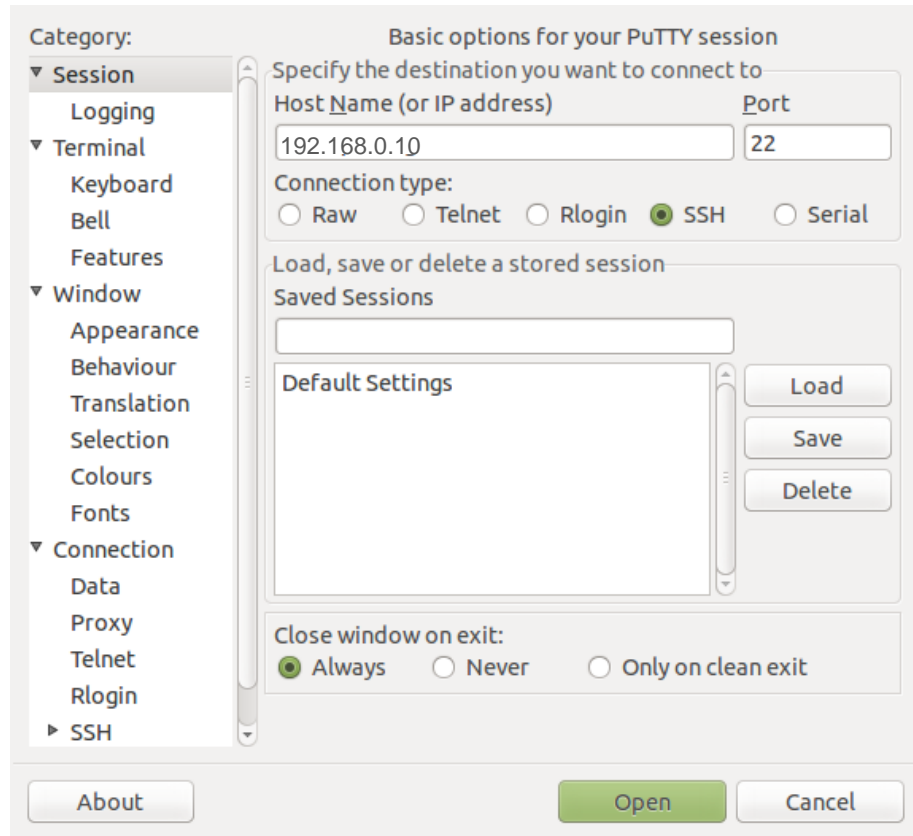 Category:
Session
Logging
Terminal
Keyboard
Bell
Features
Window
Appearance
Behaviour
Translation
Selection
Colours
Fonts
Connection
Data
Proxy
Telnet
Rlogin
SSH
Basic options for your PuTTY session
Specify the destination you want to connect to
Host Name (or IP address) Port
192.168.0.10 22
Connection type:
Raw Telnet Rlogin SSH Serial
Load, save or delete a stored session
Saved Sessions
Default Settings
Load
Save
Delete
Close window on exit:
Always Never Only on clean exit
About Open Cancel